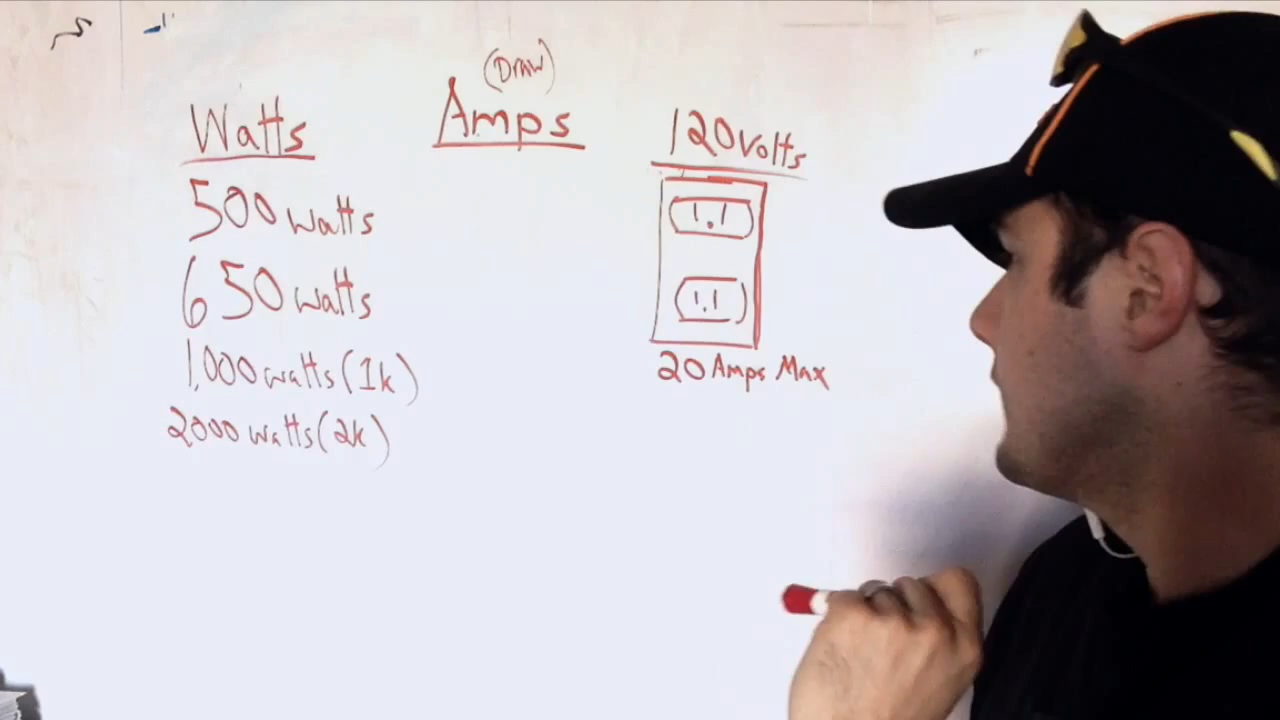 (Draw)
Watts
Amps
120 volts
500 watts
650 watts
1,000 watts (1k)
20 Amps Max
2000 watts (2k)